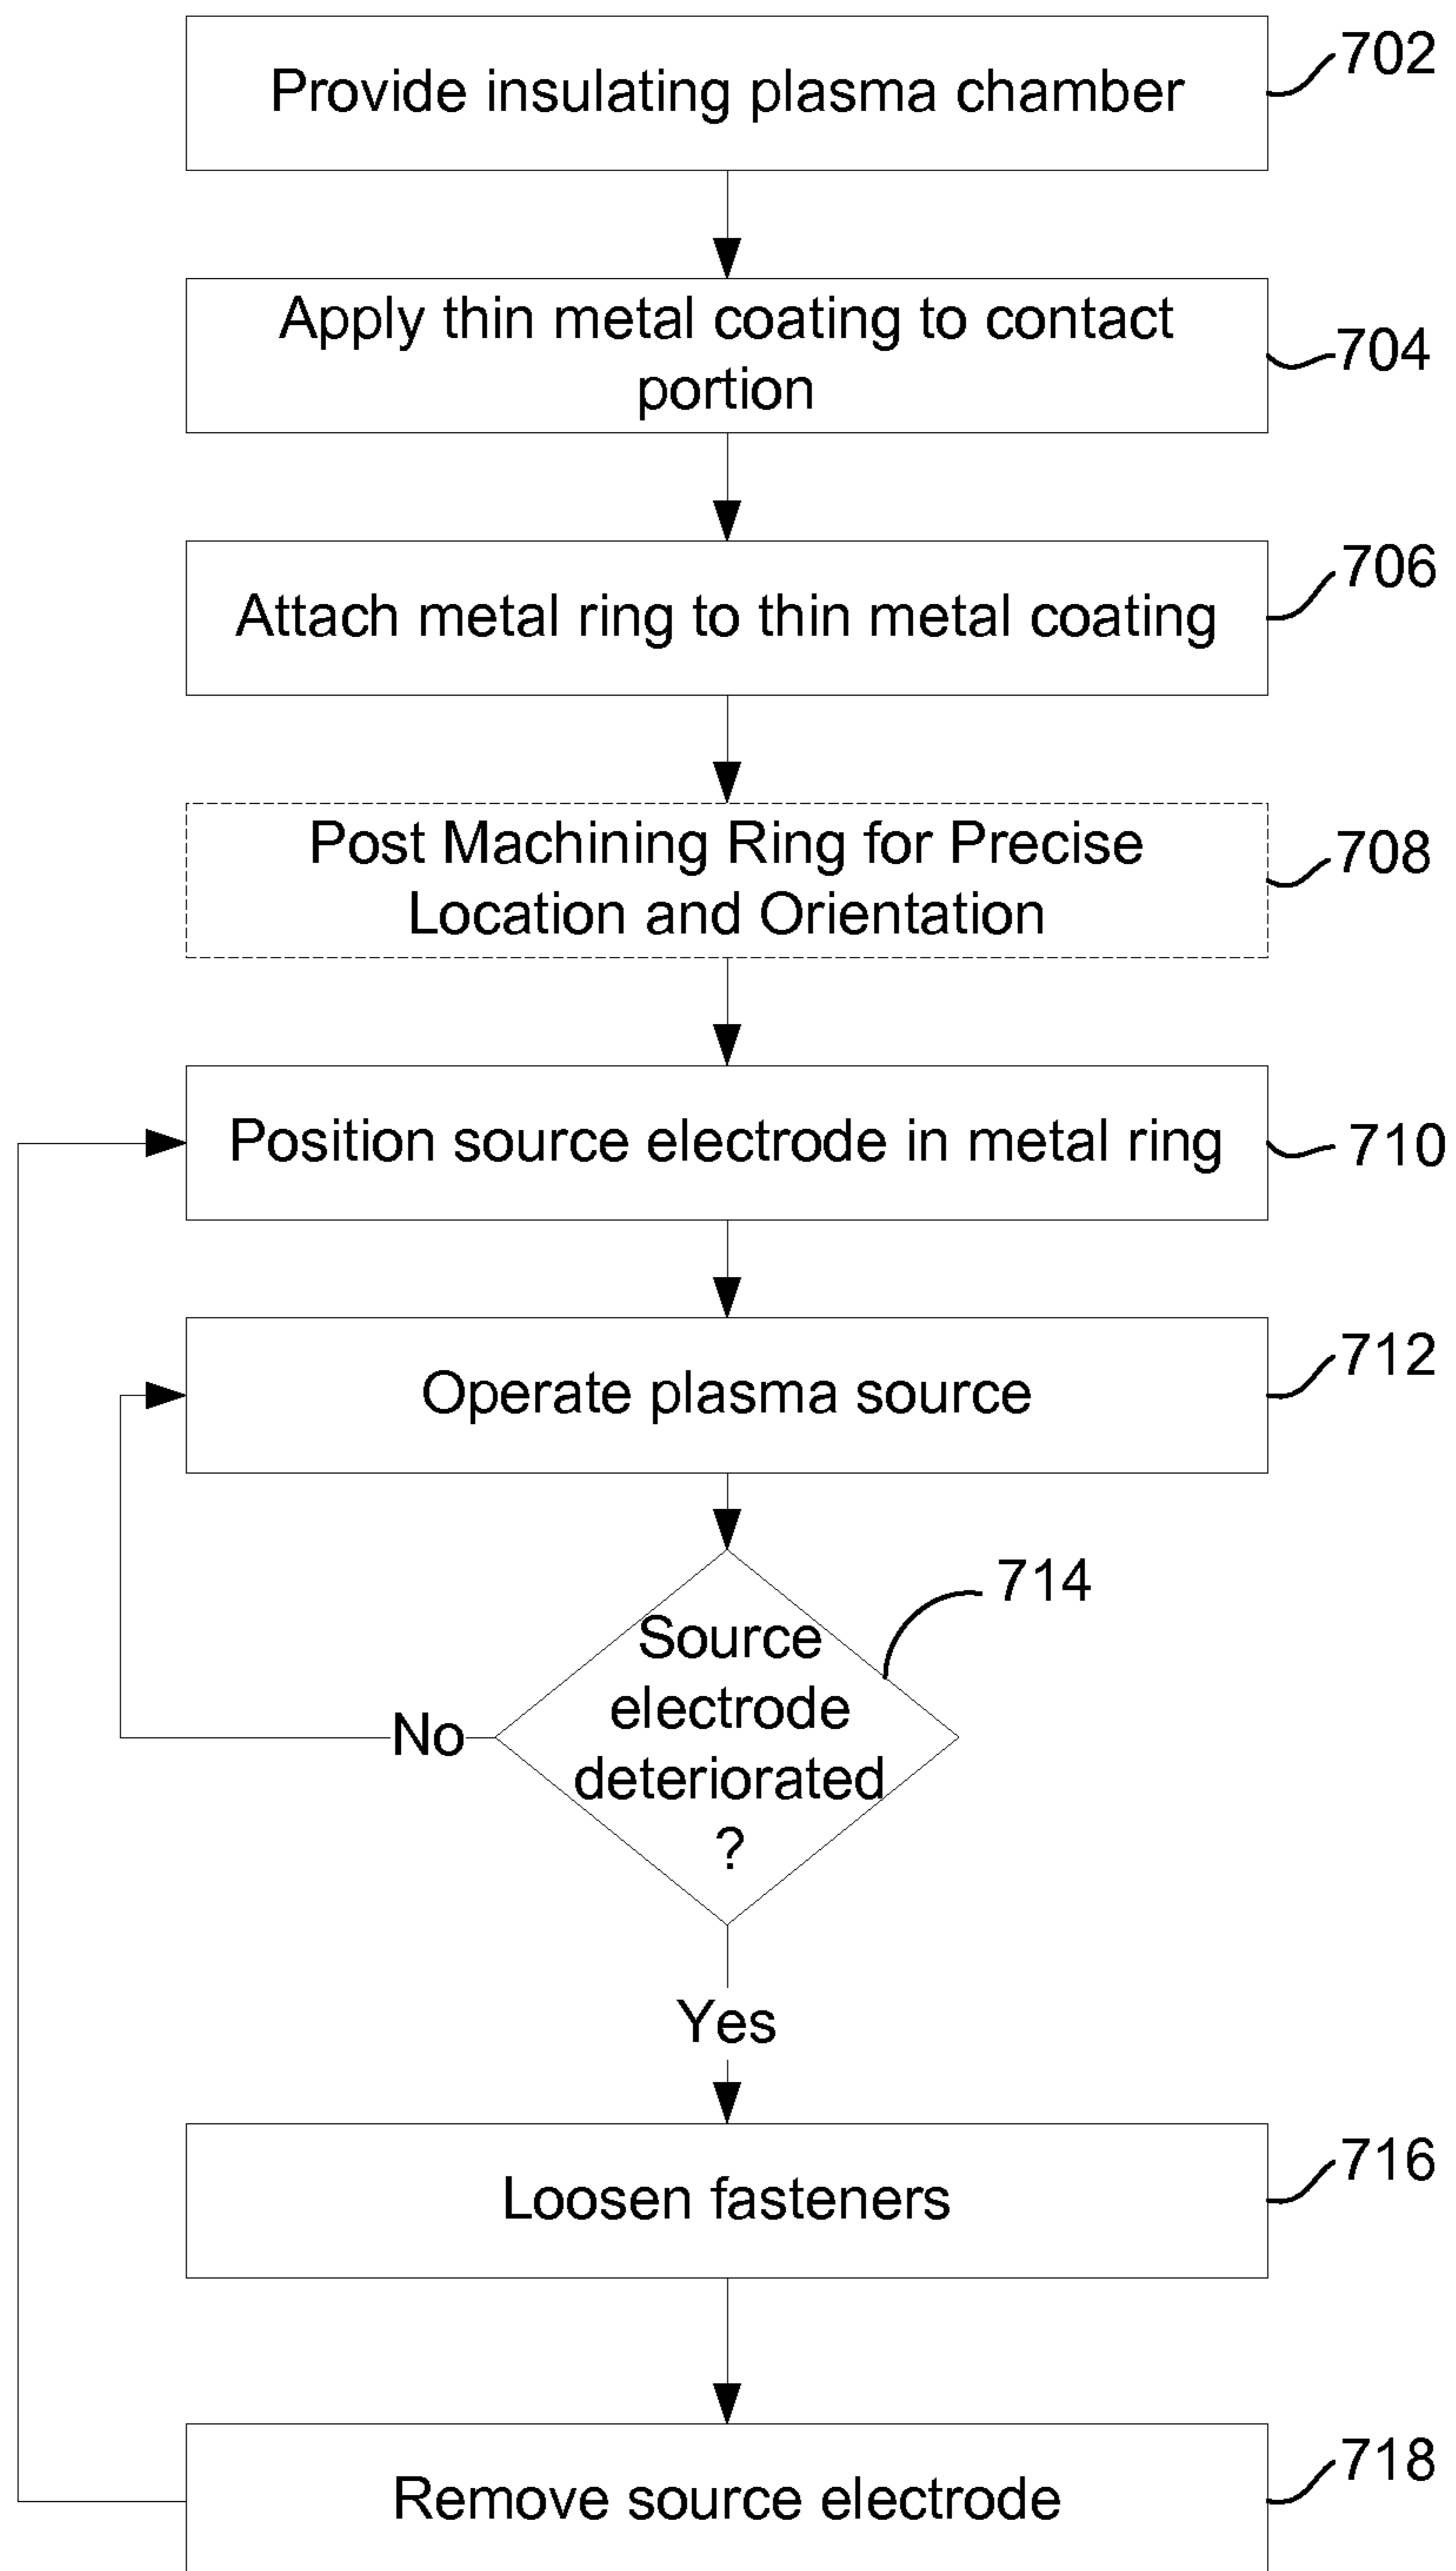 Provide insulating plasma chamber
702
Apply thin metal coating to contact
portion
704
Attach metal ring to thin metal coating
706
Post Machining Ring for Precise
Location and Orientation
708
Position source electrode in metal ring
710
Operate plasma source
712
Source
electrode
deteriorated
?
714
No
Yes
Loosen fasteners
716
Remove source electrode
718